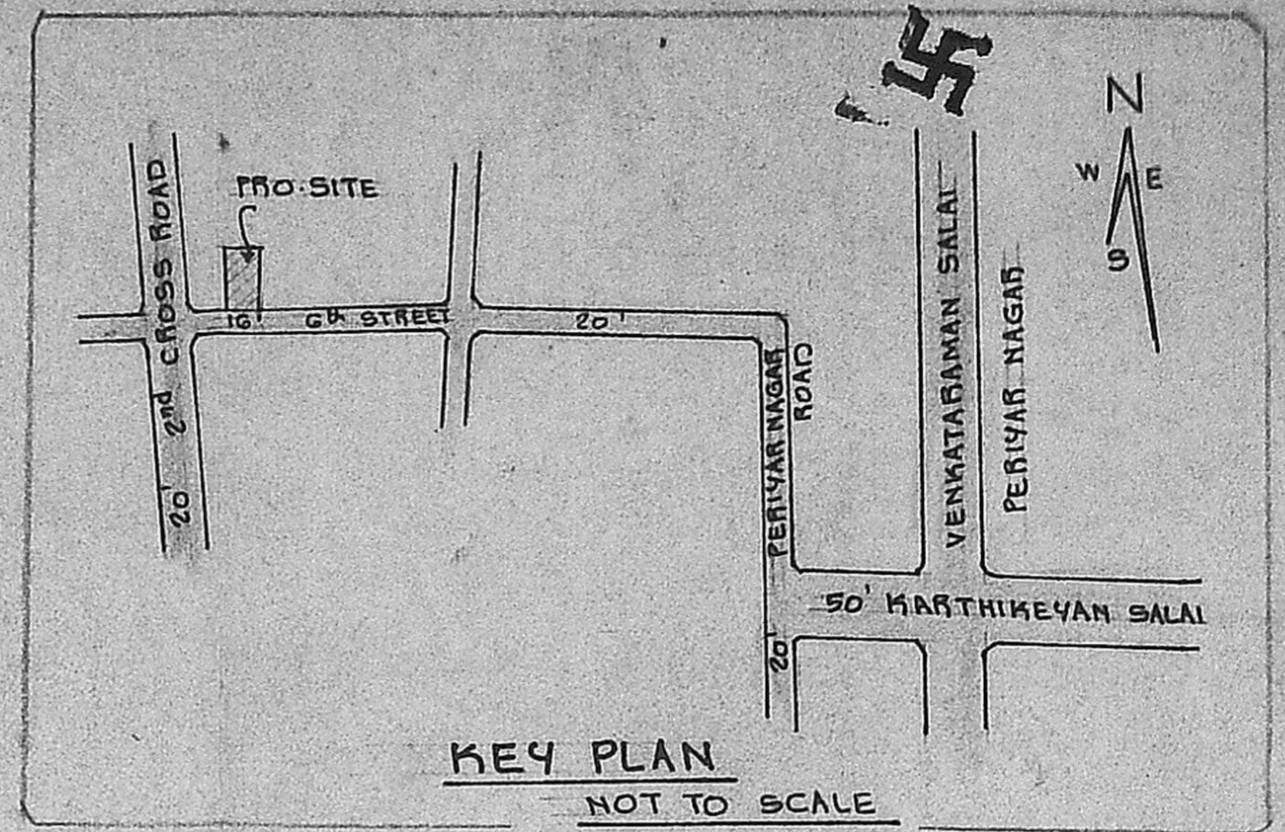 N
W E
S
PRO.SITE
20' 2nd CROSS ROAD
16' 6th STREET 20'
PERIYAR NAGAR
ROAD
20'
VENKATARAMAN SALAI
PERIYAR NAGAR
50' KARTHIKEYAN SALAI
KEY PLAN
NOT TO SCALE